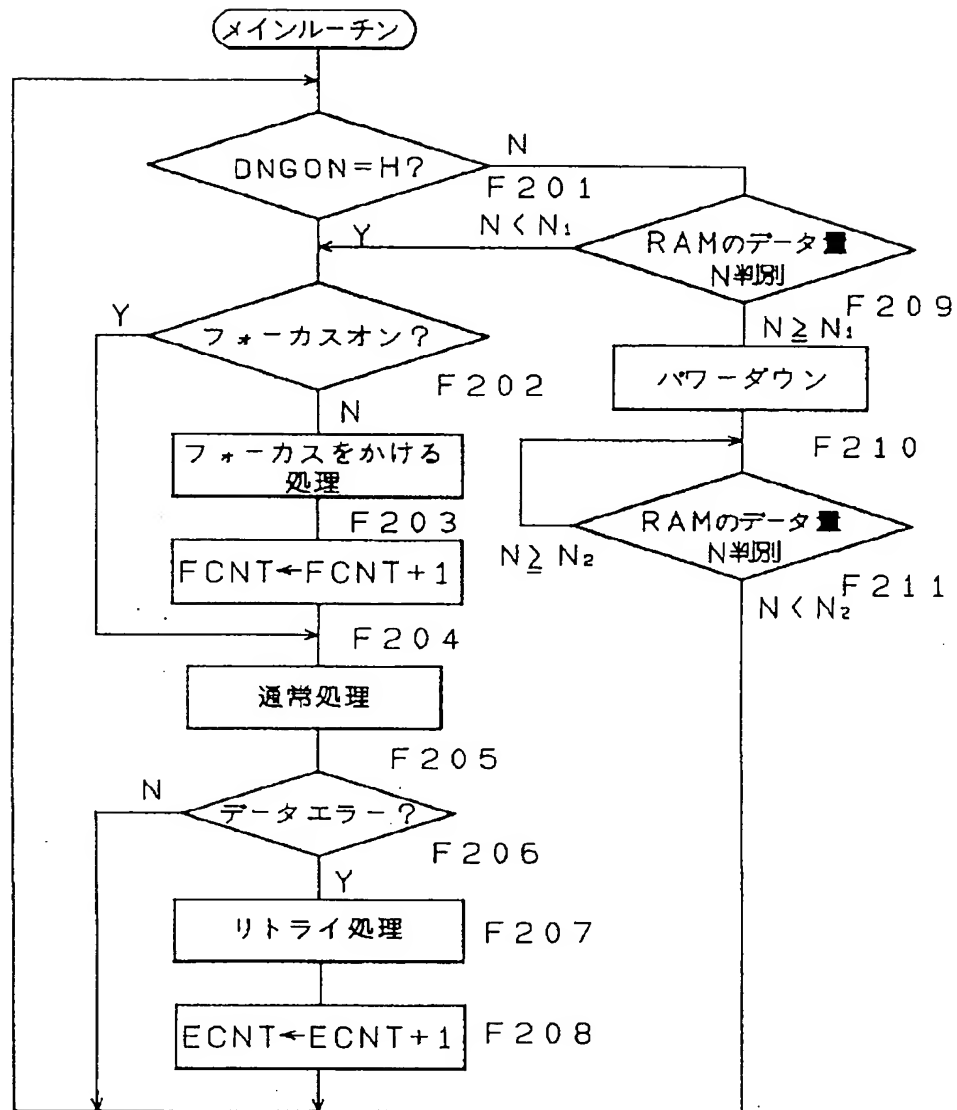 メインルーチン
DNGON=H?
N
F201
Y
N<N₁
RAMのデータ量
N判別
F209
Y
フォーカスオン?
F202
N≧N₁
パワーダウン
N
フォーカスをかける
処理
F210
F203
RAMのデータ量
N判別
N≧N₂
F211
FCNT←FCNT+1
N<N₂
F204
通常処理
F205
N
データエラー?
F206
Y
リトライ処理
F207
ECNT←ECNT+1
F208